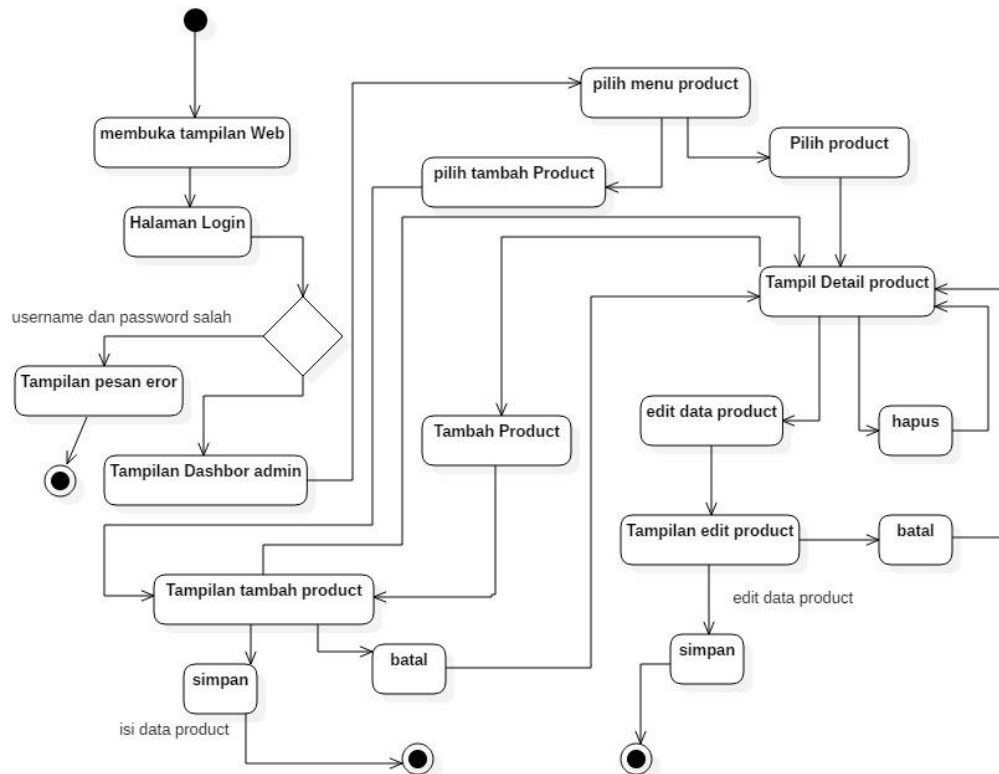 pilih menu product
membuka tampilan Web
Pilih product
pilih tambah Product
Halaman Login
Tampil Detail product
username dan password salah
Tampilan pesan eror
edit data product
Tambah Product
hapus
Tampilan Dashbor admin
Tampilan edit product
batal
Tampilan tambah product
edit data product
simpan
batal
simpan
isi data product